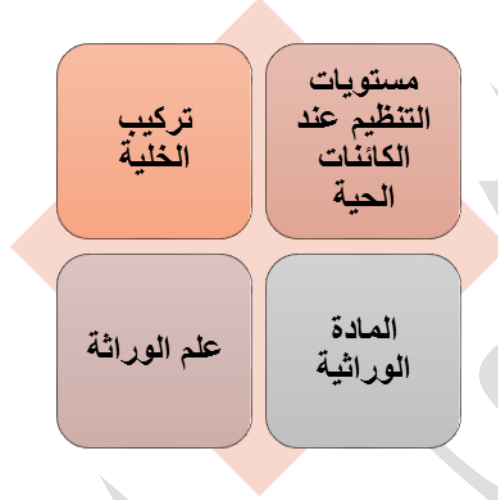 مستويات
التنظيم عند
الكائنات
الحية
تركيب
الخلية
المادة
الوراثية
علم الوراثة